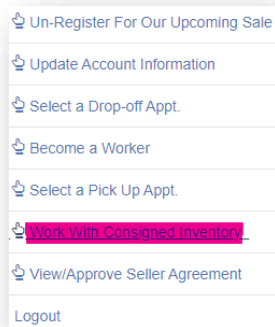 Un-Register For Our Upcoming Sale
Update Account Information
Select a Drop-off Appt.
Become a Worker
Select a Pick Up Appt.
Work With Consigned Inventory
View/Approve Seller Agreement
Logout